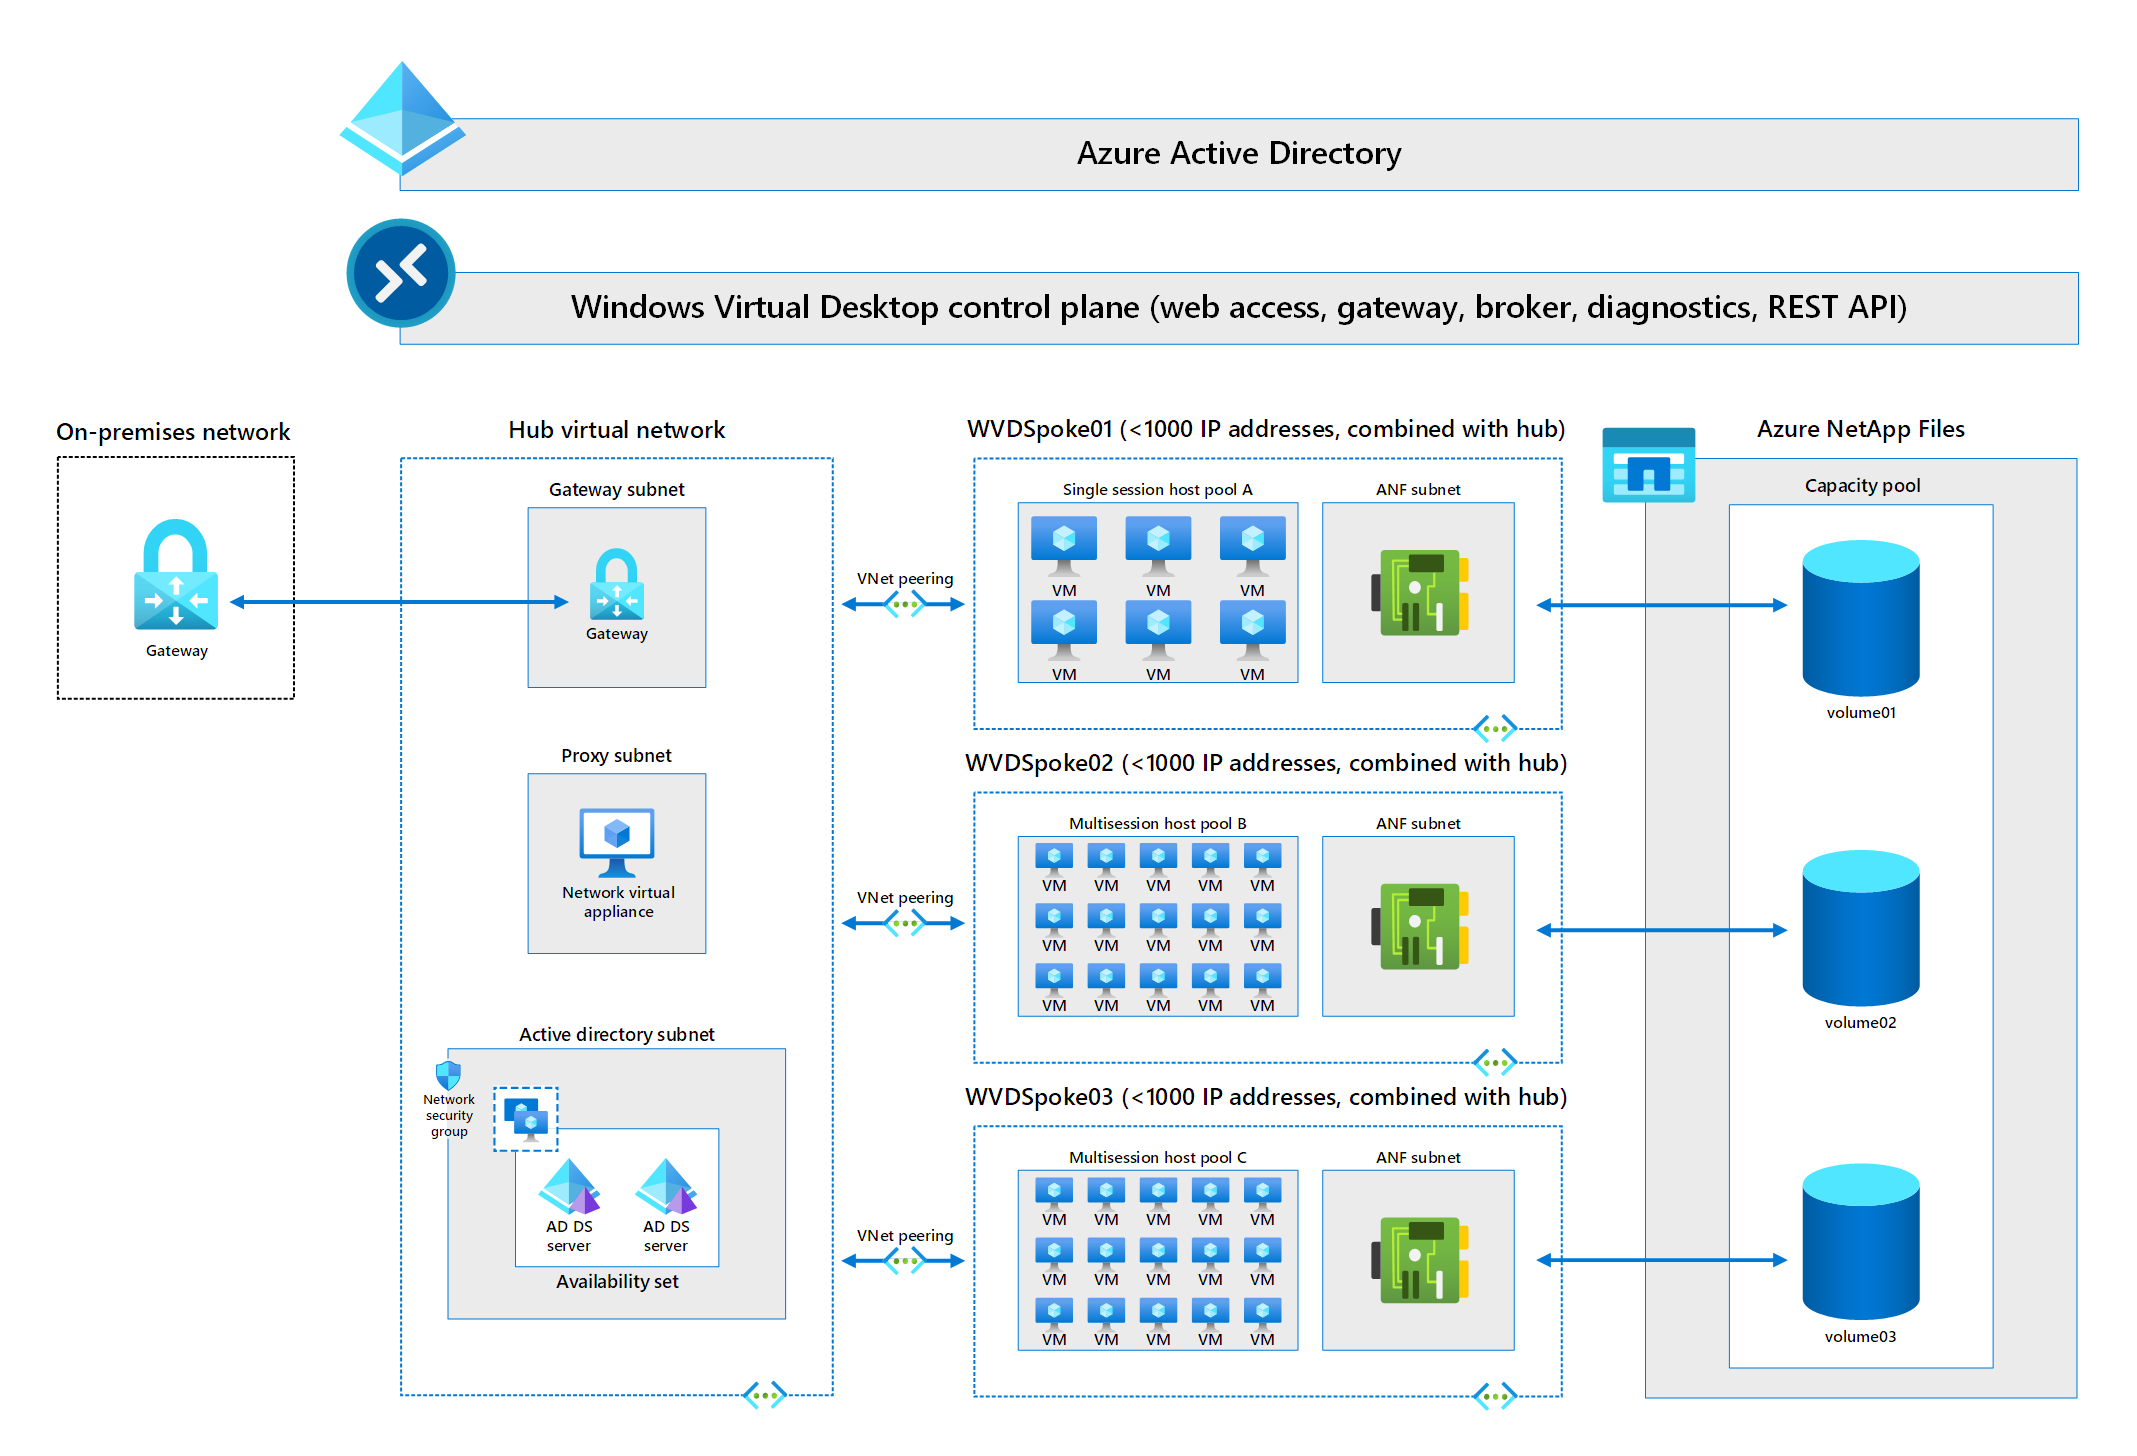 Azure Active Directory
Windows Virtual Desktop control plane (web access, gateway, broker, diagnostics, REST API)
On-premises network
Gateway
Hub virtual network
Gateway subnet
Gateway
Proxy subnet
Network virtual
appliance
Active directory subnet
Network
security
group
AD DS
server
AD DS
server
Availability set
VNet peering
VNet peering
VNet peering
WVDSpoke01 (<1000 IP addresses, combined with hub)
Single session host pool A
VM VM VM
VM VM VM
ANF subnet
WVDSpoke02 (<1000 IP addresses, combined with hub)
Multisession host pool B
VM VM VM VM VM
VM VM VM VM VM
VM VM VM VM VM
ANF subnet
WVDSpoke03 (<1000 IP addresses, combined with hub)
Multisession host pool C
VM VM VM VM VM
VM VM VM VM VM
VM VM VM VM VM
ANF subnet
Azure NetApp Files
Capacity pool
volume01
volume02
volume03